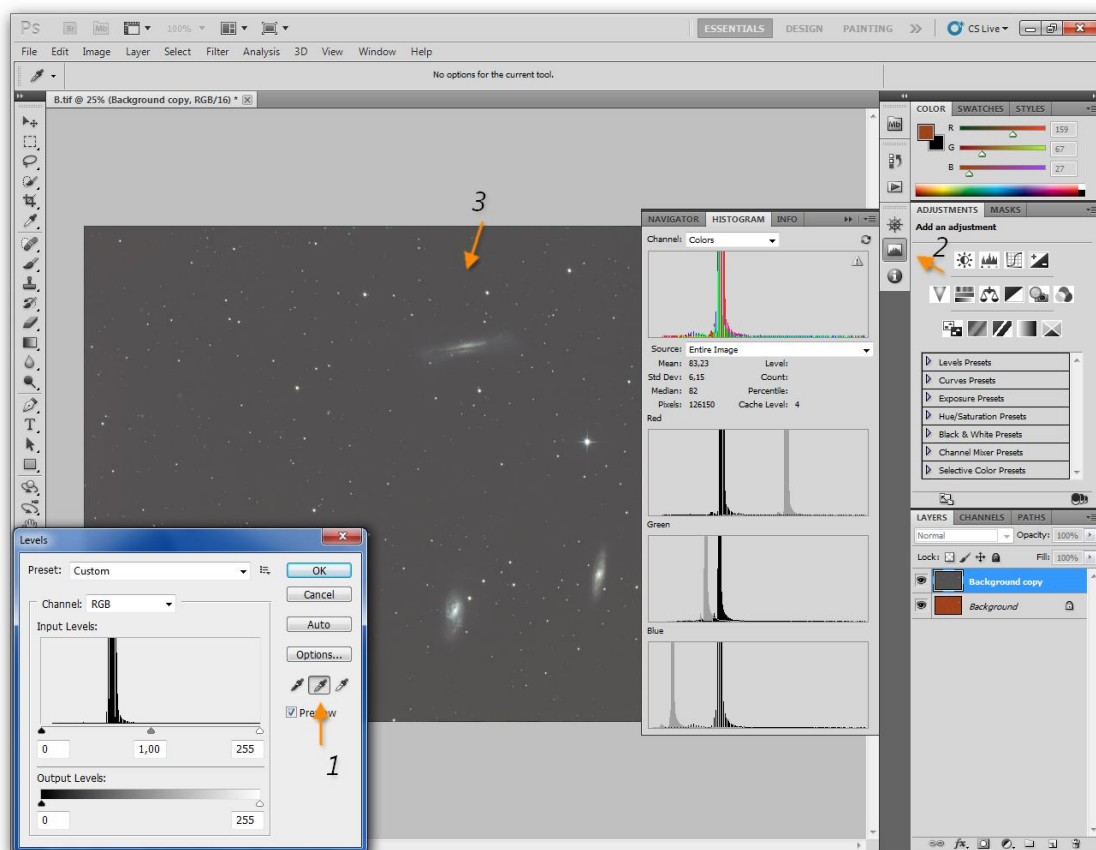 Ps Br Mb 100% ESSENTIALS DESIGN PAINTING CS Live
File Edit Image Layer Select Filter Analysis 3D View Window Help
No options for the current tool.
B.tif @ 25% (Background copy, RGB/16) *
3
NAVIGATOR HISTOGRAM INFO
Channel: Colors
Source: Entire Image
Mean: 83,23 Level:
Std Dev: 6,15 Count:
Median: 82 Percentile:
Pixels: 126150 Cache Level: 4
Red
Green
Blue
Mb
2
COLOR SWATCHES STYLES
R 159
G 67
B 27
ADJUSTMENTS MASKS
Add an adjustment
Levels Presets
Curves Presets
Exposure Presets
Hue/Saturation Presets
Black & White Presets
Channel Mixer Presets
Selective Color Presets
LAYERS CHANNELS PATHS
Normal Opacity: 100%
Lock: Fill: 100%
Background copy
Background
fx
T
Levels
Preset: Custom
OK
Channel: RGB
Cancel
Input Levels:
Auto
Options...
Preview
0 1,00 255
1
Output Levels:
0 255